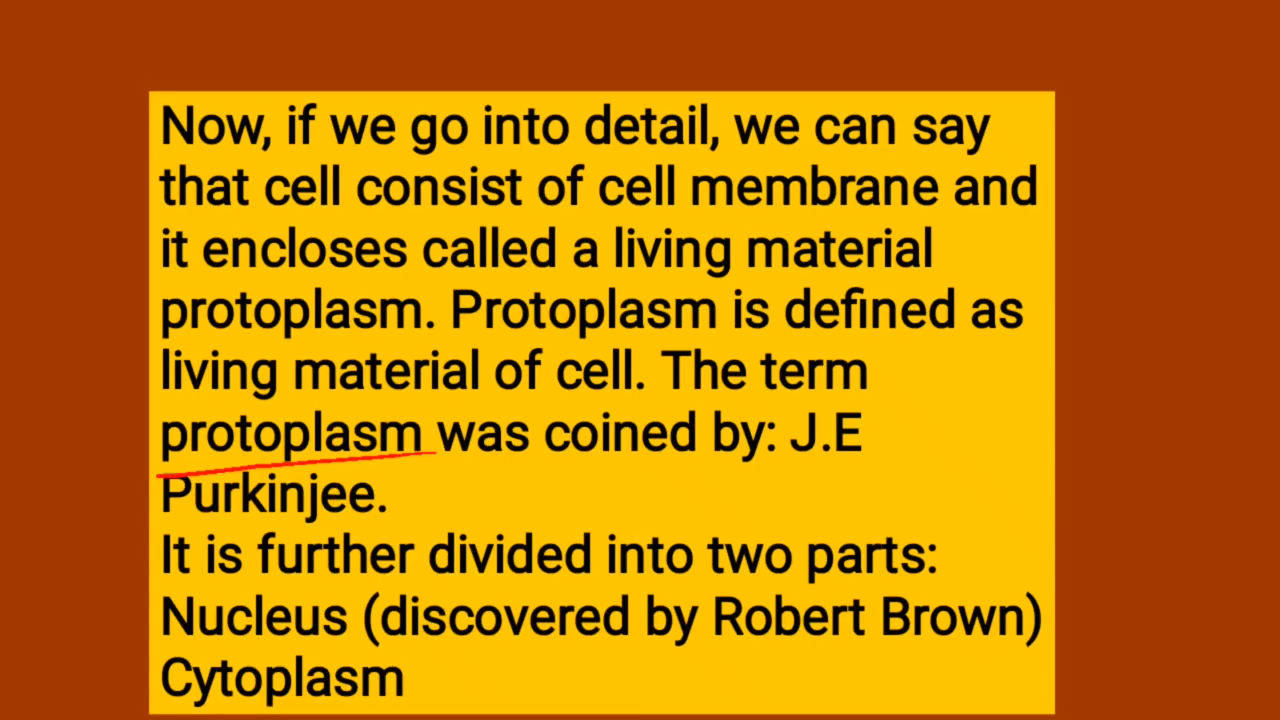 Now, if we go into detail, we can say
that cell consist of cell membrane and
it encloses called a living material
protoplasm. Protoplasm is defined as
living material of cell. The term
protoplasm was coined by: J.E
Purkinjee.
It is further divided into two parts:
Nucleus (discovered by Robert Brown)
Cytoplasm